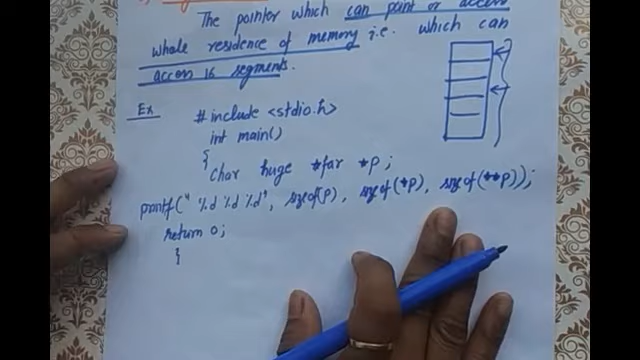 The pointer which can point or access
whole residence of memory i.e. which can
access 16 segments.
Ex
# include <stdio.h>
int main()
{
char huge *far *p;
printf(" %d %d %d", sizeof(p), sizeof(*p), sizeof(**p));
return 0;
}